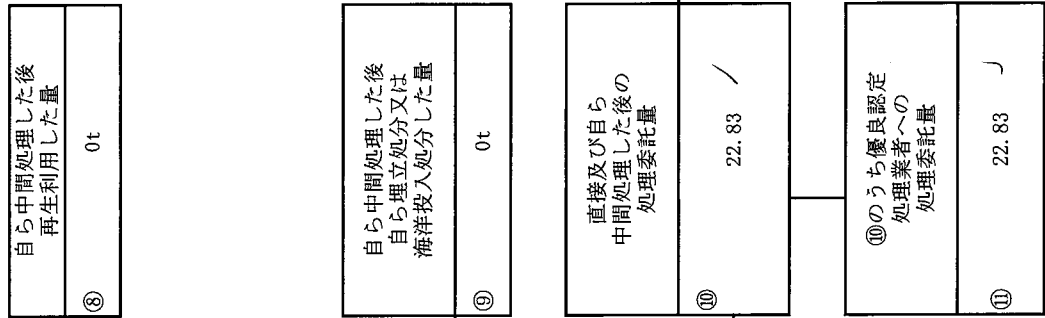 自ら中間処理した後
再生利用した量
⑧ 0t
自ら中間処理した後
自ら埋立処分又は
海洋投入処分した量
⑨ 0t
直接及び自ら
中間処理した後の
処理委託量
⑩ 22.83
⑩のうち優良認定
処理業者への
処理委託量
⑪ 22.83